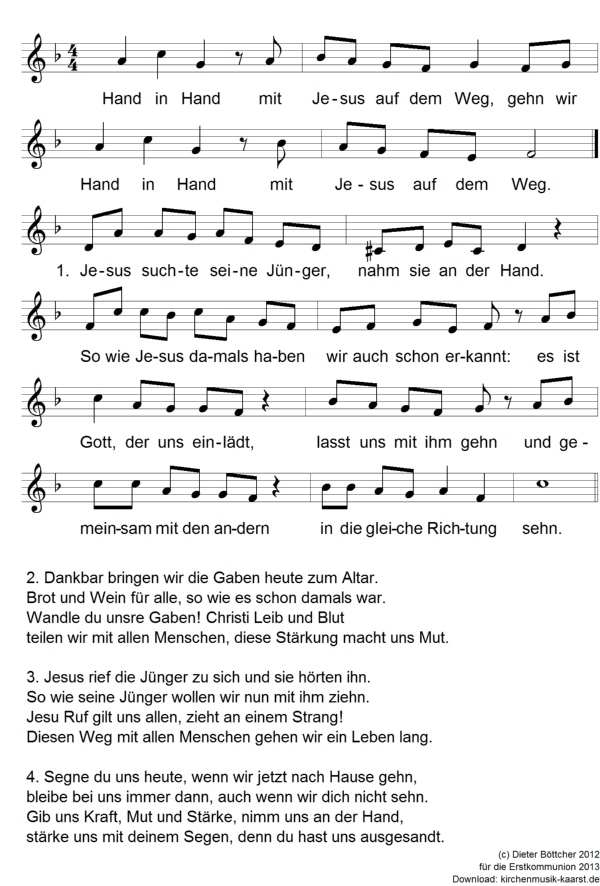 Hand in Hand mit Je-sus auf dem Weg, gehn wir
Hand in Hand mit Je-sus auf dem Weg.
1. Je-sus such-te sei-ne Jün-ger, nahm sie an der Hand.
So wie Je-sus da-mals ha-ben wir auch schon er-kannt: es ist
Gott, der uns ein-lädt, lasst uns mit ihm gehn und ge-
mein-sam mit den an-dern in die glei-che Rich-tung sehn.
2. Dankbar bringen wir die Gaben heute zum Altar.
Brot und Wein für alle, so wie es schon damals war.
Wandle du unsre Gaben! Christi Leib und Blut
teilen wir mit allen Menschen, diese Stärkung macht uns Mut.
3. Jesus rief die Jünger zu sich und sie hörten ihn.
So wie seine Jünger wollen wir nun mit ihm ziehn.
Jesu Ruf gilt uns allen, zieht an einem Strang!
Diesen Weg mit allen Menschen gehen wir ein Leben lang.
4. Segne du uns heute, wenn wir jetzt nach Hause gehn,
bleibe bei uns immer dann, auch wenn wir dich nicht sehn.
Gib uns Kraft, Mut und Stärke, nimm uns an der Hand,
stärke uns mit deinem Segen, denn du hast uns ausgesandt.
(c) Dieter Böttcher 2012
für die Erstkommunion 2013
Download: kirchenmusik-kaarst.de